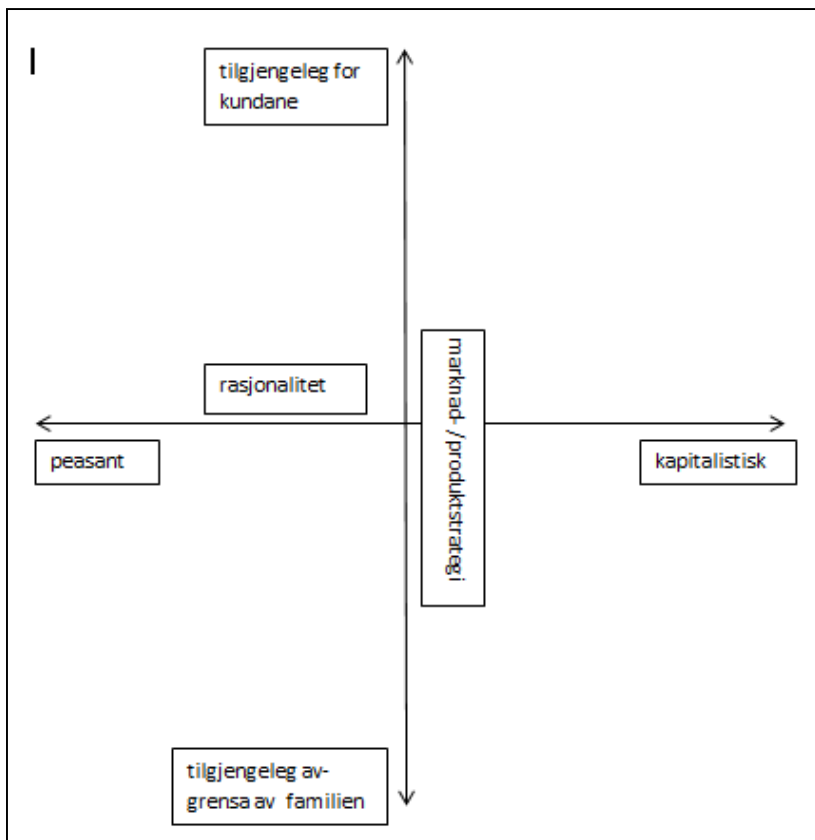 I
tilgjengeleg for
kundane
rasjonalitet
marknad- /produktstrategi
peasant
kapitalistisk
tilgjengeleg av-
grensa av familien